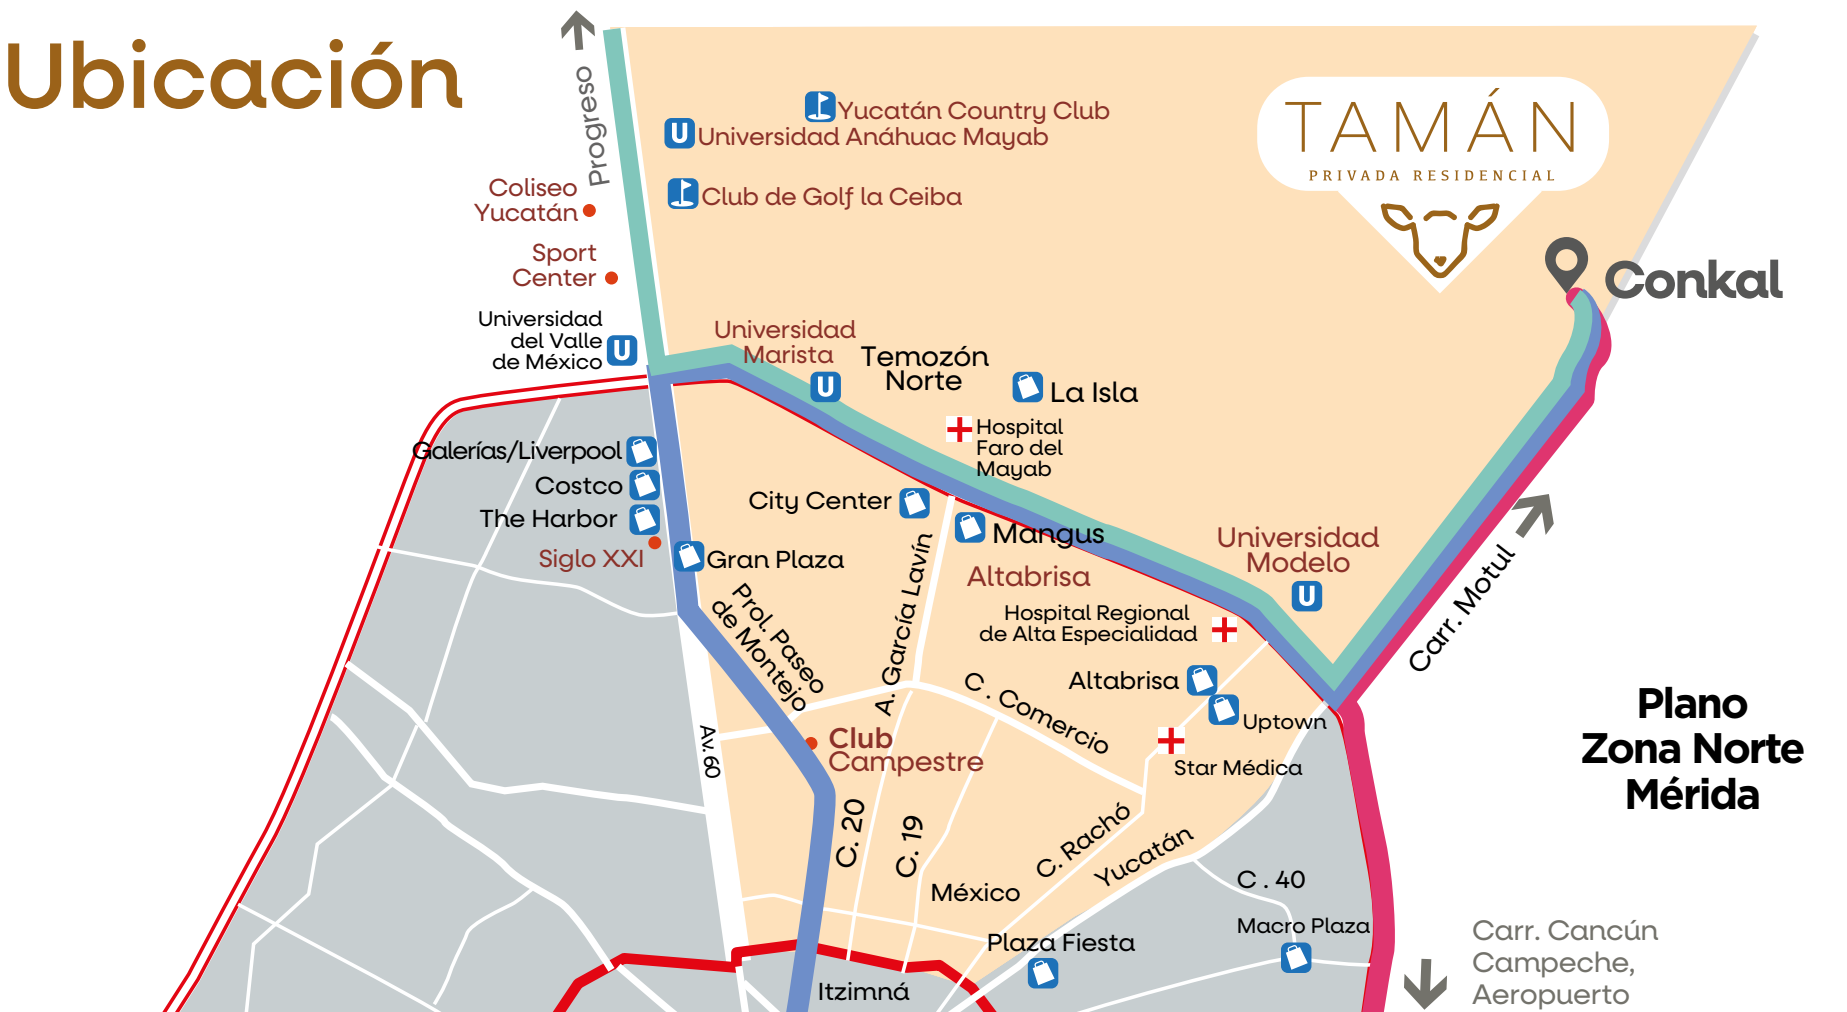 Ubicación
Progreso
Yucatán Country Club
U Universidad Anáhuac Mayab
Club de Golf la Ceiba
TAMÁN
PRIVADA RESIDENCIAL
Coliseo
Yucatán
Sport
Center
Universidad
del Valle
de México
U
Conkal
Universidad
Marista
U
Temozón
Norte
La Isla
Hospital
Faro del
Mayab
Galerías/Liverpool
Costco
The Harbor
Siglo XXI
Gran Plaza
City Center
Mangus
Altabrisa
Universidad
Modelo
U
Hospital Regional
de Alta Especialidad
Carr. Motul
Prol. Paseo
de Montejo
A. García Lavín
C . Comercio
Altabrisa
Uptown
Star Médica
Av. 60
Club
Campestre
C. 20
C. 19
C. Rachó
Yucatán
México
Plano
Zona Norte
Mérida
C . 40
Macro Plaza
Plaza Fiesta
Itzimná
Carr. Cancún
Campeche,
Aeropuerto